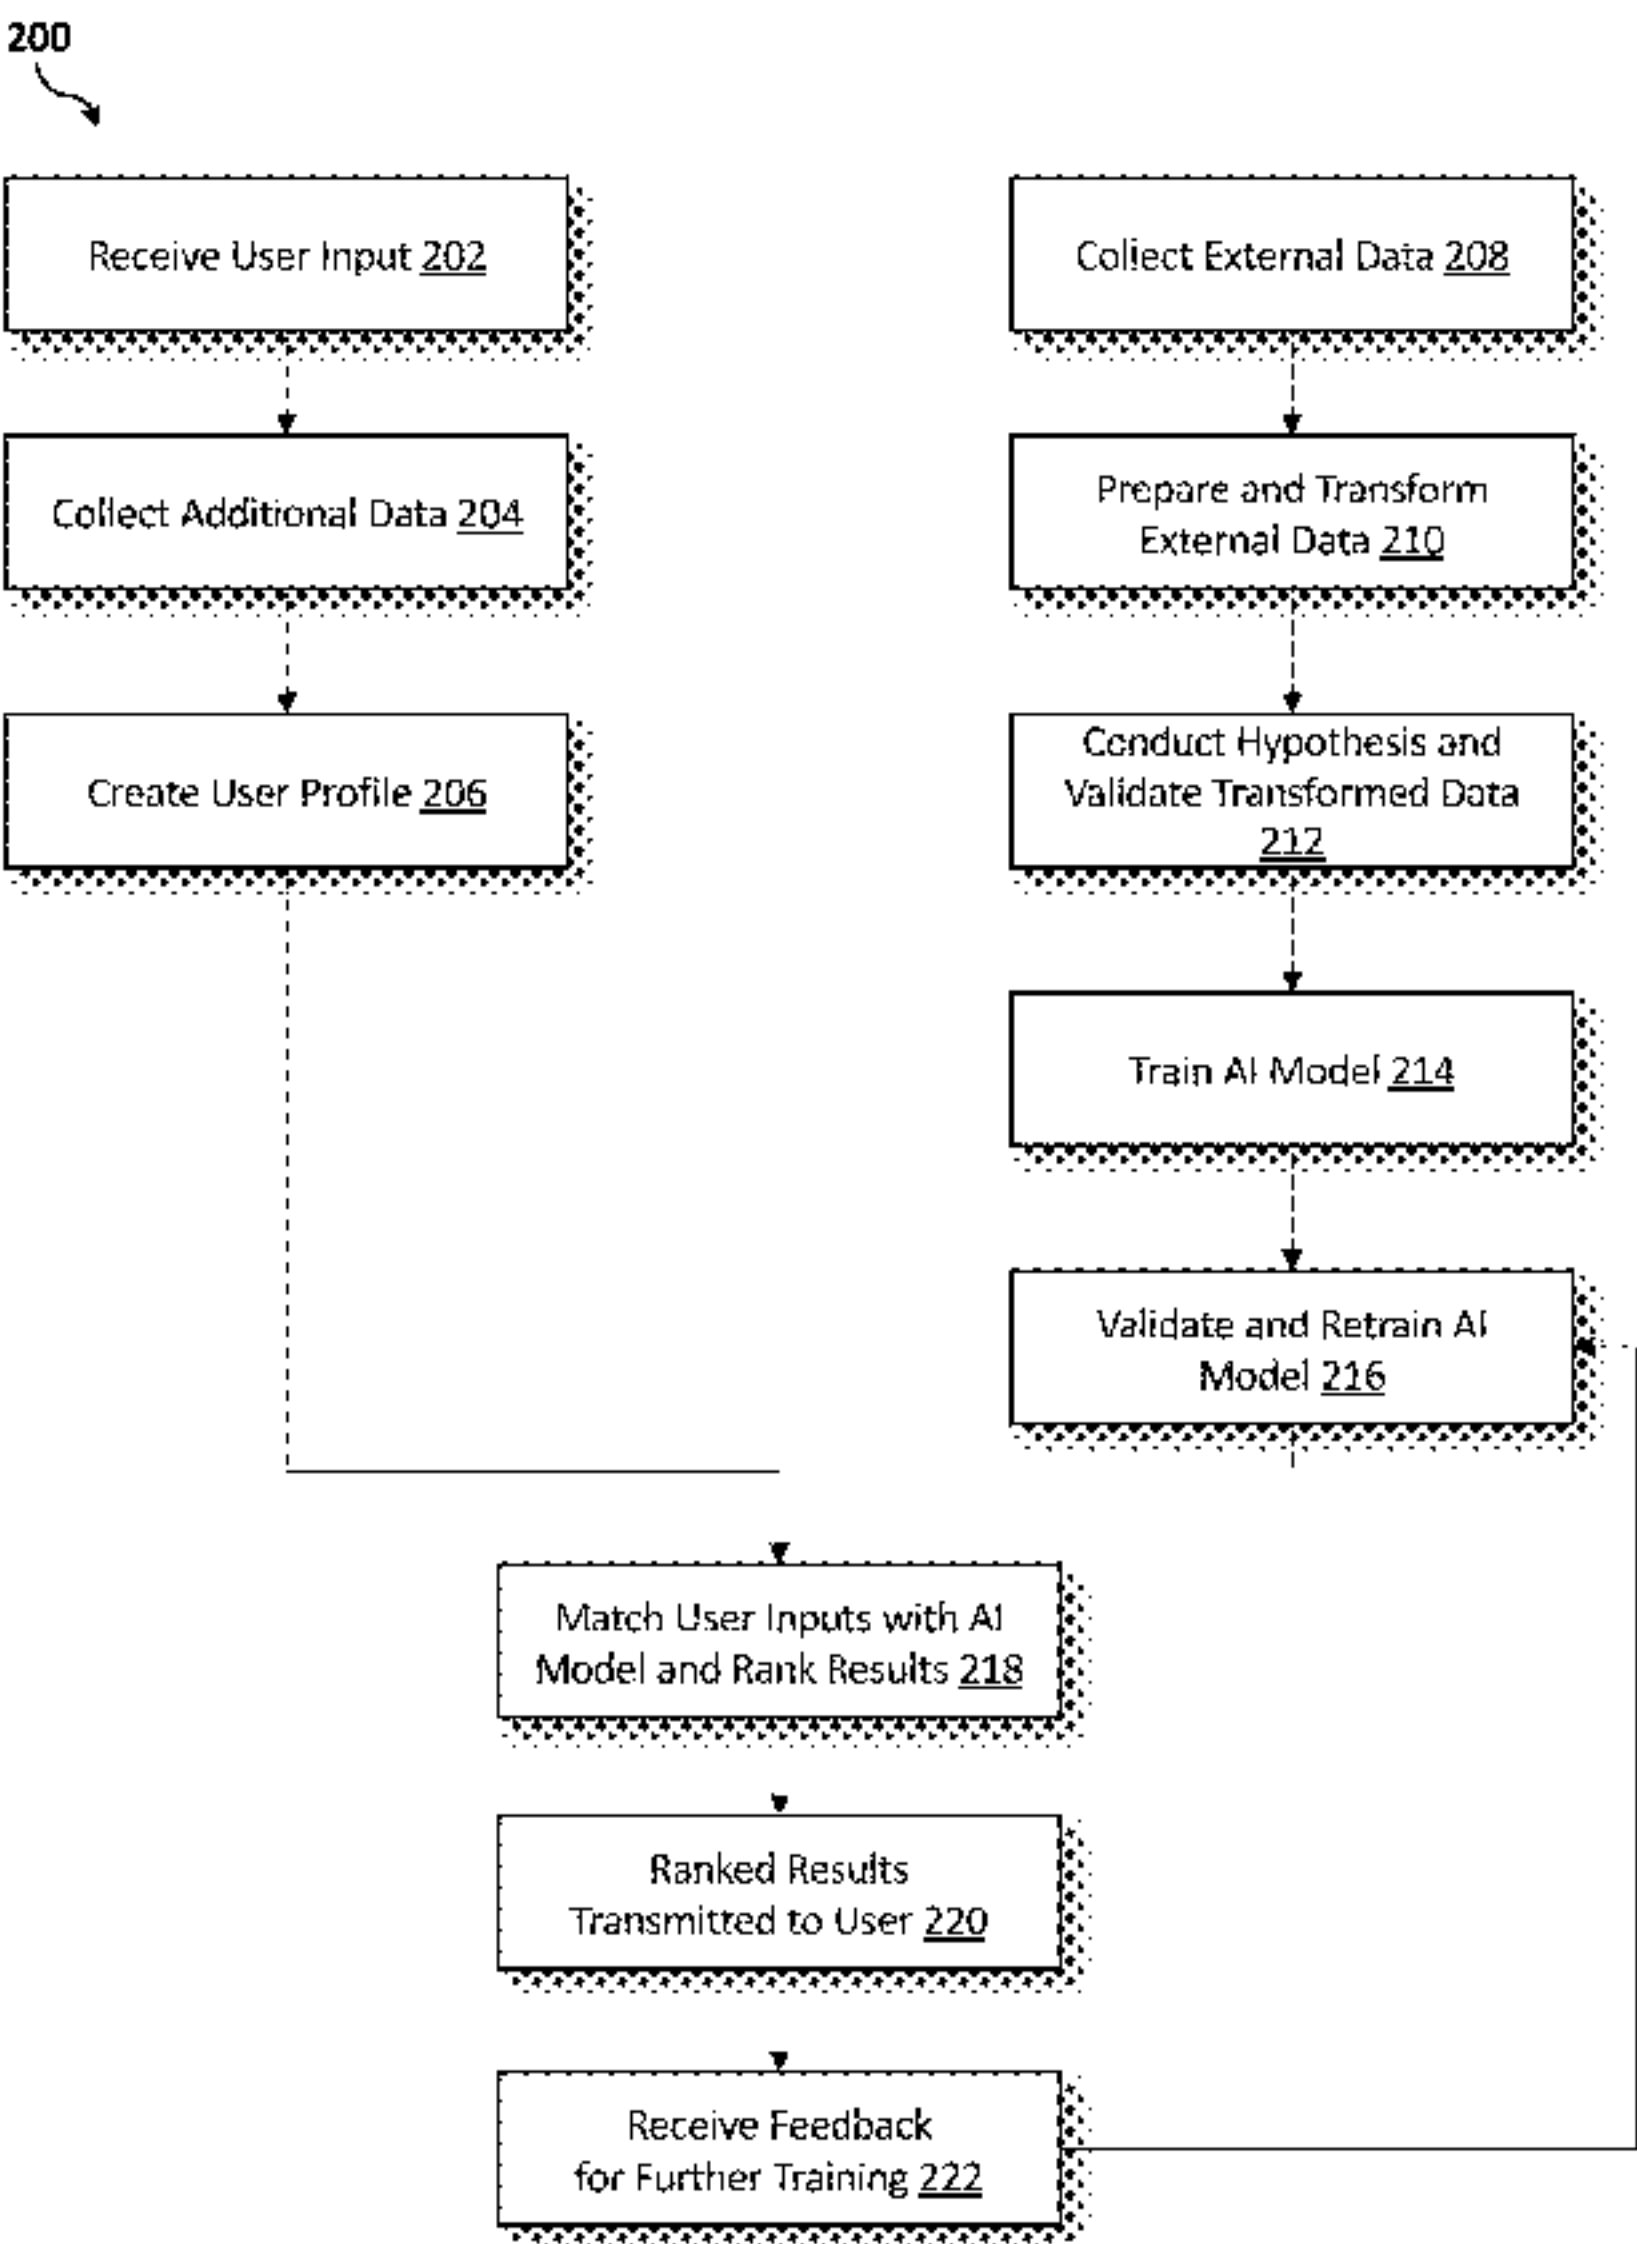 200
Receive User Input 202
Collect Additional Data 204
Create User Profile 206
Collect External Data 208
Prepare and Transform
External Data 210
Conduct Hypothesis and
Validate Transformed Data
212
Train AI Model 214
Validate and Retrain AI
Model 216
Match User Inputs with AI
Model and Rank Results 218
Ranked Results
Transmitted to User 220
Receive Feedback
for Further Training 222